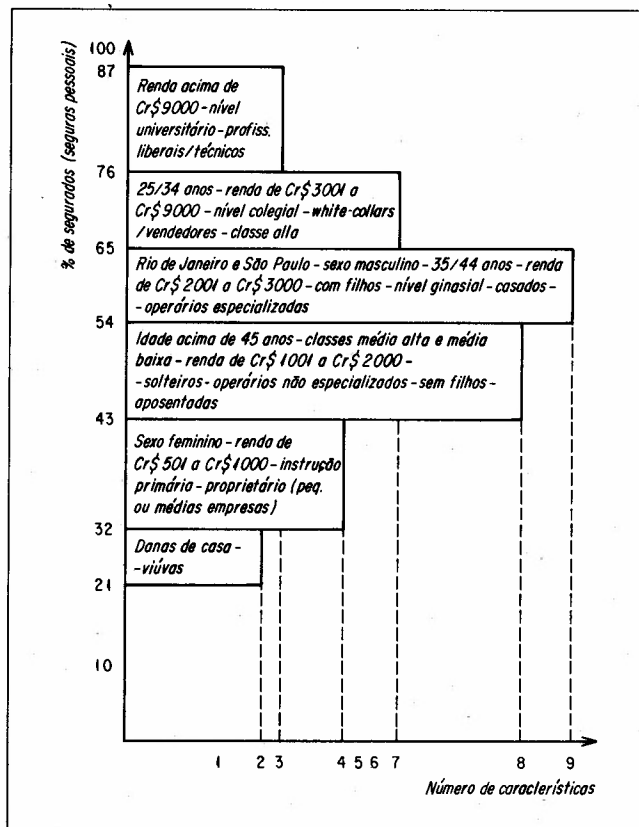 % de segurados (seguras pessoais)
100
87
Renda acima de
Cr$9000-nível
universitário-profiss.
liberais/técnicos
76
25/34 anos-renda de Cr$3001 a
Cr$9000-nível colegial-white-collars
/vendedores-classe alta
65
Rio de Janeiro e São Paulo-sexo masculino-35/44 anos-renda
de Cr$2001 a Cr$3000-com filhos-nível ginasial-casados-
-operários especializadas
54
Idade acima de 45 anos-classes média alta e média
baixa-renda de Cr$1001 a Cr$2000-
-solteiros-operários não especializados-sem filhos-
aposentadas
43
Sexo feminino-renda de
Cr$501 a Cr$1000-instrução
primária-proprietário (peq.
ou médias empresas)
32
Danas de casa-
-viúvas
21
10
1 2 3 4 5 6 7 8 9
Número de características